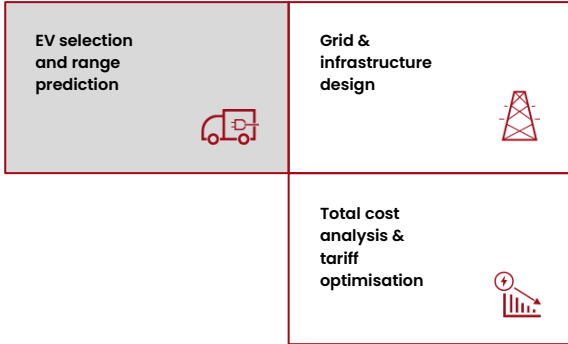 EV selection
and range
prediction
Grid &
infrastructure
design
Total cost
analysis &
tariff
optimisation